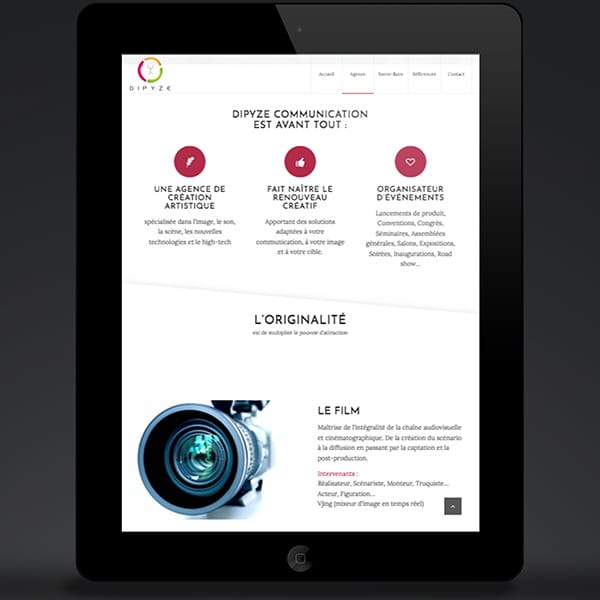 DIPYZE
Accueil
Agence
Savoir-faire
Références
Contact
DIPYZE COMMUNICATION
EST AVANT TOUT :
UNE AGENCE DE
CRÉATION
ARTISTIQUE
spécialisée dans l'image, le son,
la scène, les nouvelles
technologies et le high-tech
FAIT NAÎTRE LE
RENOUVEAU
CRÉATIF
Apportant des solutions
adaptées à votre
communication, à votre image
et à votre cible.
ORGANISATEUR
D'ÉVÉNEMENTS
Lancements de produit,
Conventions, Congrès,
Séminaires, Assemblées
générales, Salons, Expositions,
Soirées, Inaugurations, Road
show...
L'ORIGINALITÉ
est de multiplier le pouvoir d'attraction
LE FILM
Maîtrise de l'intégralité de la chaîne audiovisuelle
et cinématographique. De la création du scénario
à la diffusion en passant par la captation et la
post-production.
Intervenants :
Réalisateur, Scénariste, Monteur, Truquiste...
Acteur, Figuration...
Vjing (mixeur d'image en temps réel)